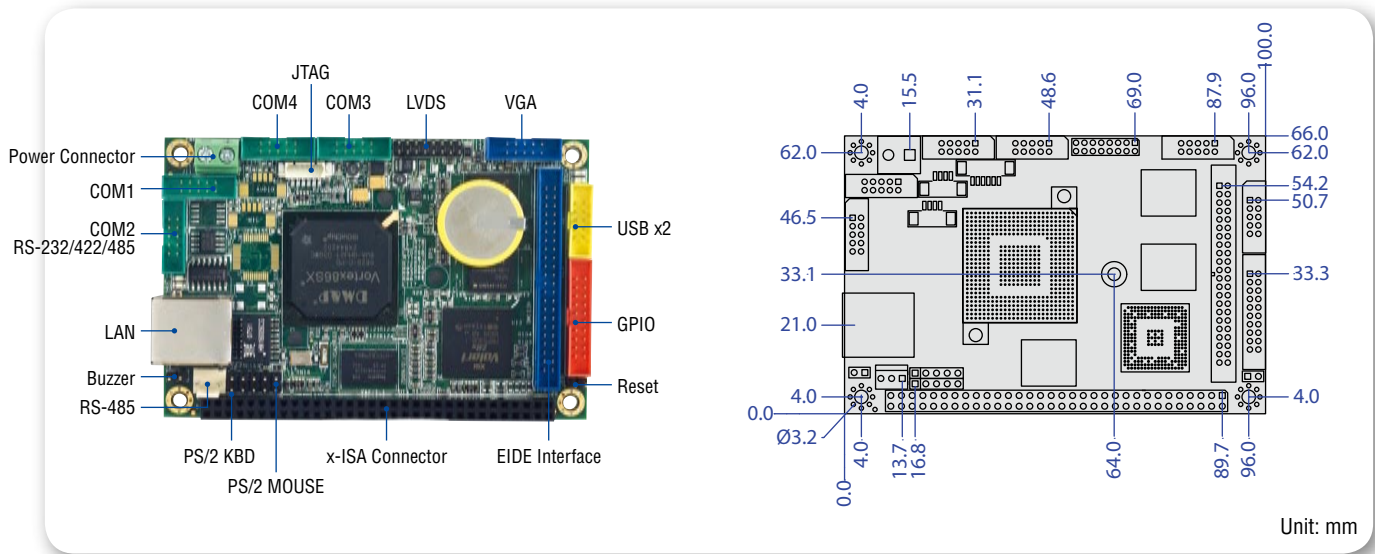 JTAG
COM4
COM3
LVDS
VGA
Power Connector
COM1
COM2
RS-232/422/485
LAN
Buzzer
RS-485
PS/2 KBD
PS/2 MOUSE
x-ISA Connector
EIDE Interface
USB x2
GPIO
Reset
Vortex86SX
DM&P
4.0
15.5
31.1
48.6
69.0
87.9
96.0
100.0
62.0
46.5
33.1
21.0
4.0
0.0
Ø3.2
66.0
62.0
54.2
50.7
33.3
4.0
0.0
4.0
13.7
16.8
64.0
89.7
96.0
Unit: mm